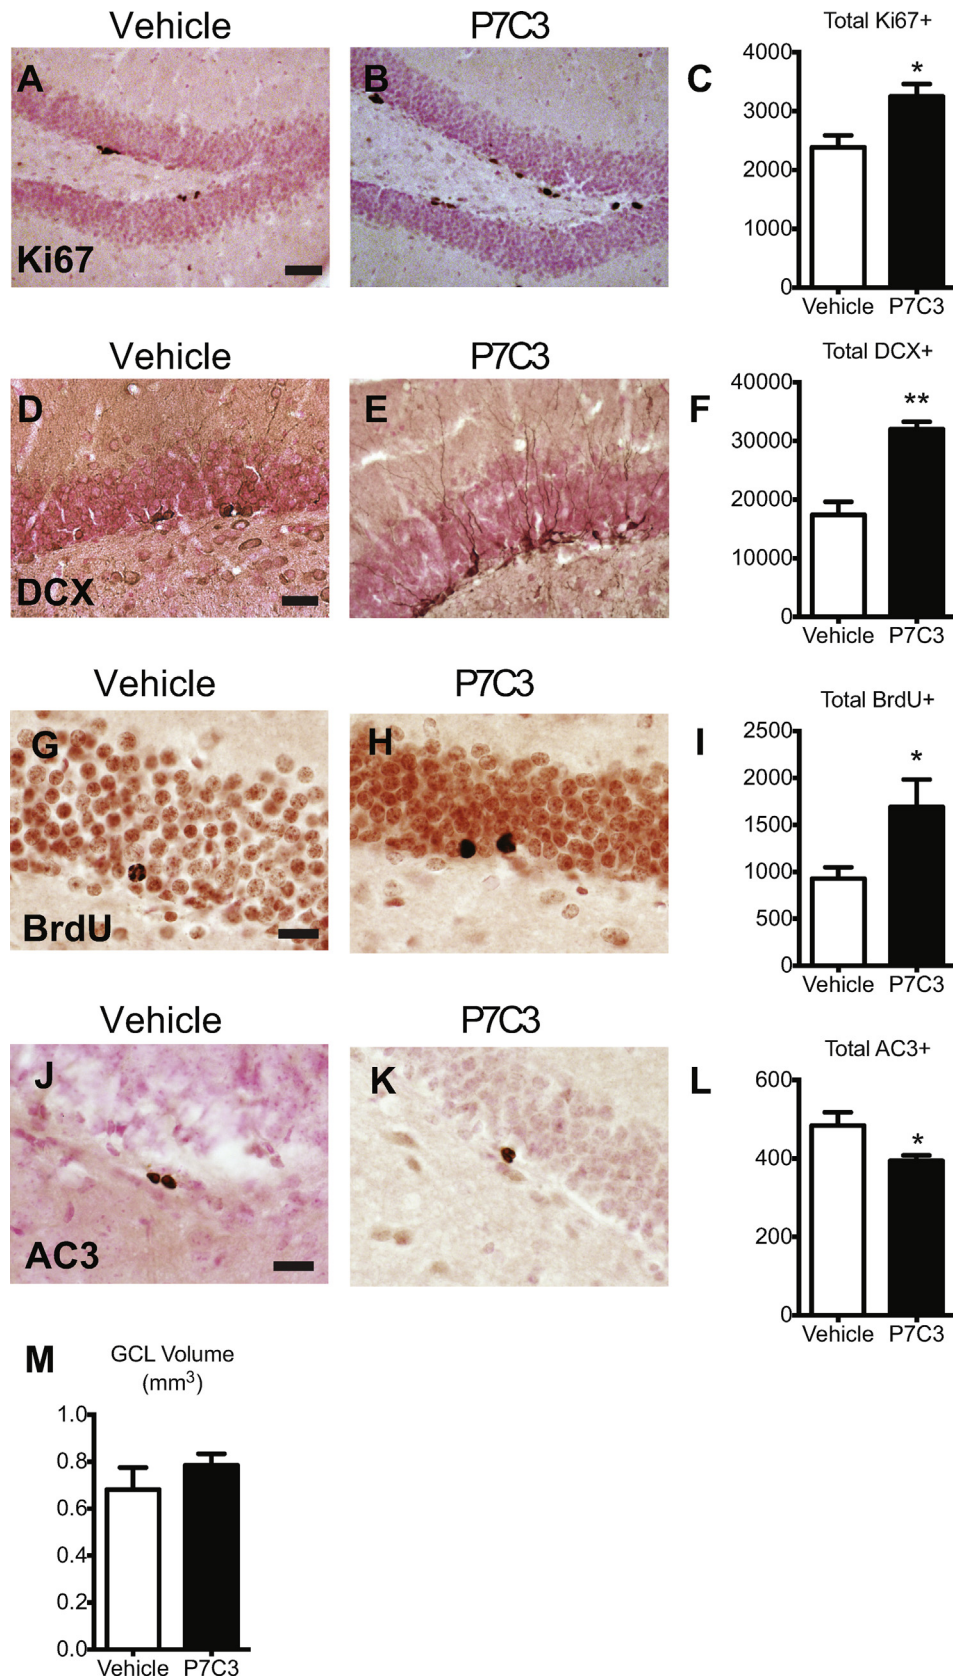 Vehicle
P7C3
Total Ki67+
A
B
C
Ki67
4000
3000
2000
1000
0
*
Vehicle P7C3
Vehicle
P7C3
Total DCX+
D
E
F
DCX
40000
30000
20000
10000
0
**
Vehicle P7C3
Vehicle
P7C3
Total BrdU+
G
H
I
BrdU
2500
2000
1500
1000
500
0
*
Vehicle P7C3
Vehicle
P7C3
Total AC3+
J
K
L
AC3
600
400
200
0
*
Vehicle P7C3
M
GCL Volume
(mm³)
1.0
0.8
0.6
0.4
0.2
0.0
Vehicle P7C3